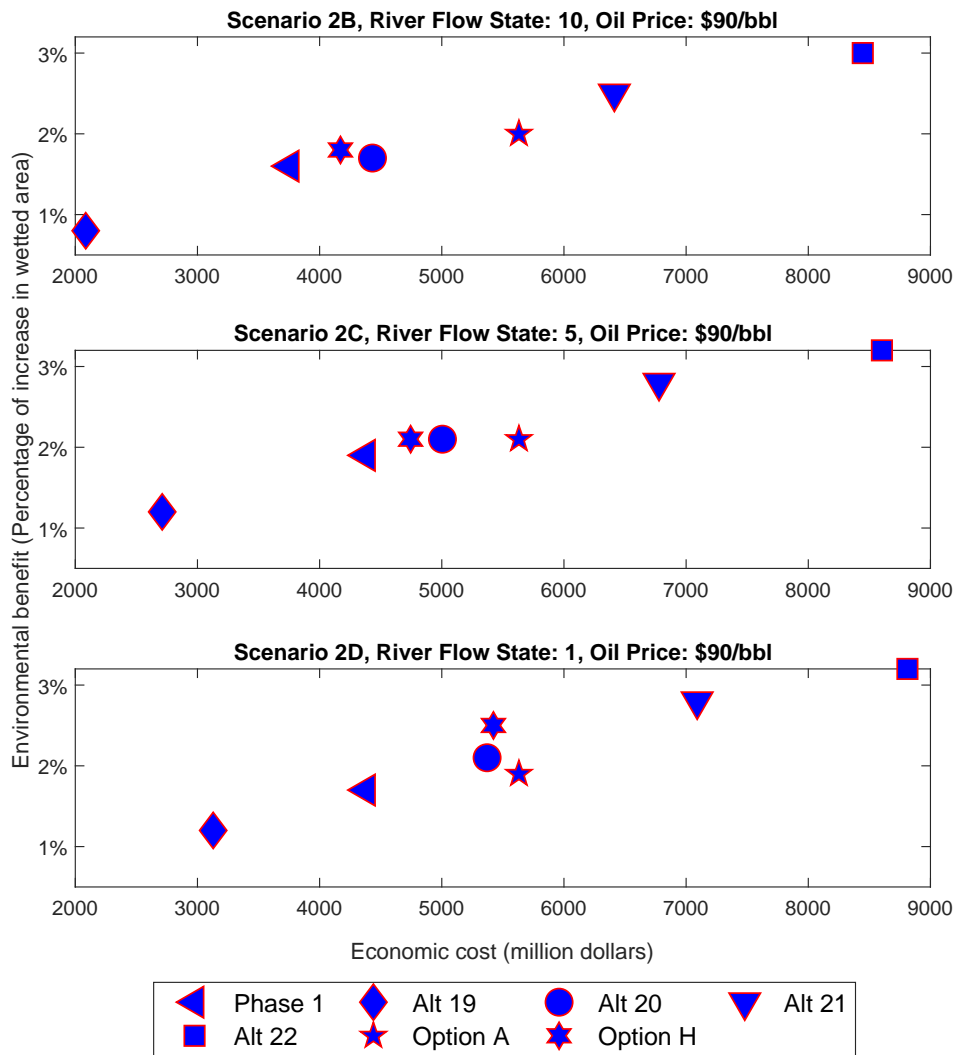 Scenario 2B, River Flow State: 10, Oil Price: $90/bbl
3%
2%
1%
2000 3000 4000 5000 6000 7000 8000 9000
Scenario 2C, River Flow State: 5, Oil Price: $90/bbl
3%
2%
1%
2000 3000 4000 5000 6000 7000 8000 9000
Scenario 2D, River Flow State: 1, Oil Price: $90/bbl
3%
2%
1%
2000 3000 4000 5000 6000 7000 8000 9000
Environmental benefit (Percentage of increase in wetted area)
Economic cost (million dollars)
Phase 1 Alt 19 Alt 20 Alt 21
Alt 22 Option A Option H